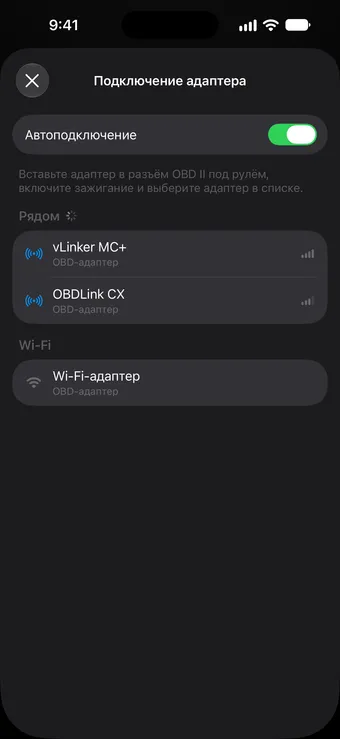 9:41
Подключение адаптера
Автоподключение
Вставьте адаптер в разъём OBD II под рулём,
включите зажигание и выберите адаптер в списке.
Рядом
vLinker MC+
OBD-адаптер
OBDLink CX
OBD-адаптер
Wi-Fi
Wi-Fi-адаптер
OBD-адаптер